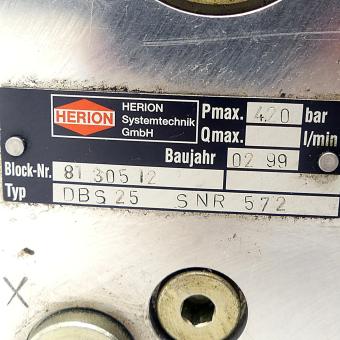 HERION
HERION
Systemtechnik
GmbH
Pmax. 420 bar
Qmax. l/min
Baujahr 02 99
Block-Nr. 81 305 12
Typ DBS 25 SNR 572
X